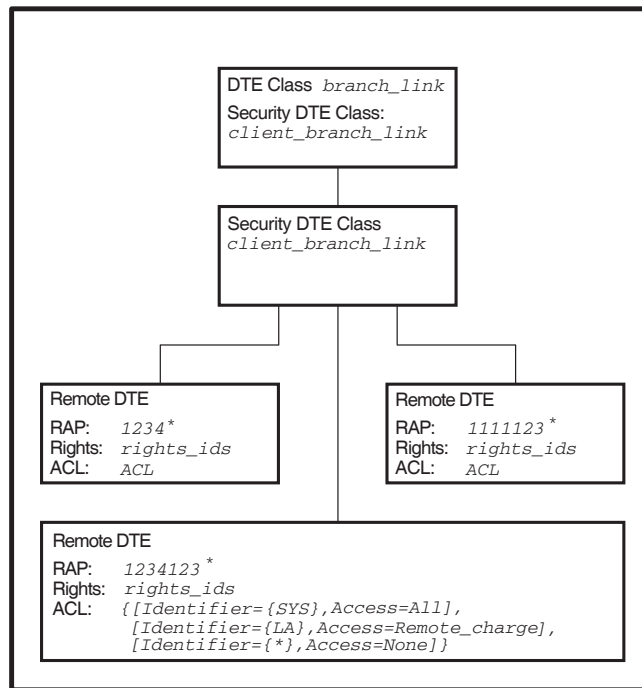 DTE Class branch_link
Security DTE Class:
client_branch_link
Security DTE Class
client_branch_link
Remote DTE
RAP: 1234*
Rights: rights_ids
ACL: ACL
Remote DTE
RAP: 1111123*
Rights: rights_ids
ACL: ACL
Remote DTE
RAP: 1234123*
Rights: rights_ids
ACL: {[Identifier={SYS},Access=All],
[Identifier={LA},Access=Remote_charge],
[Identifier={*},Access=None]}